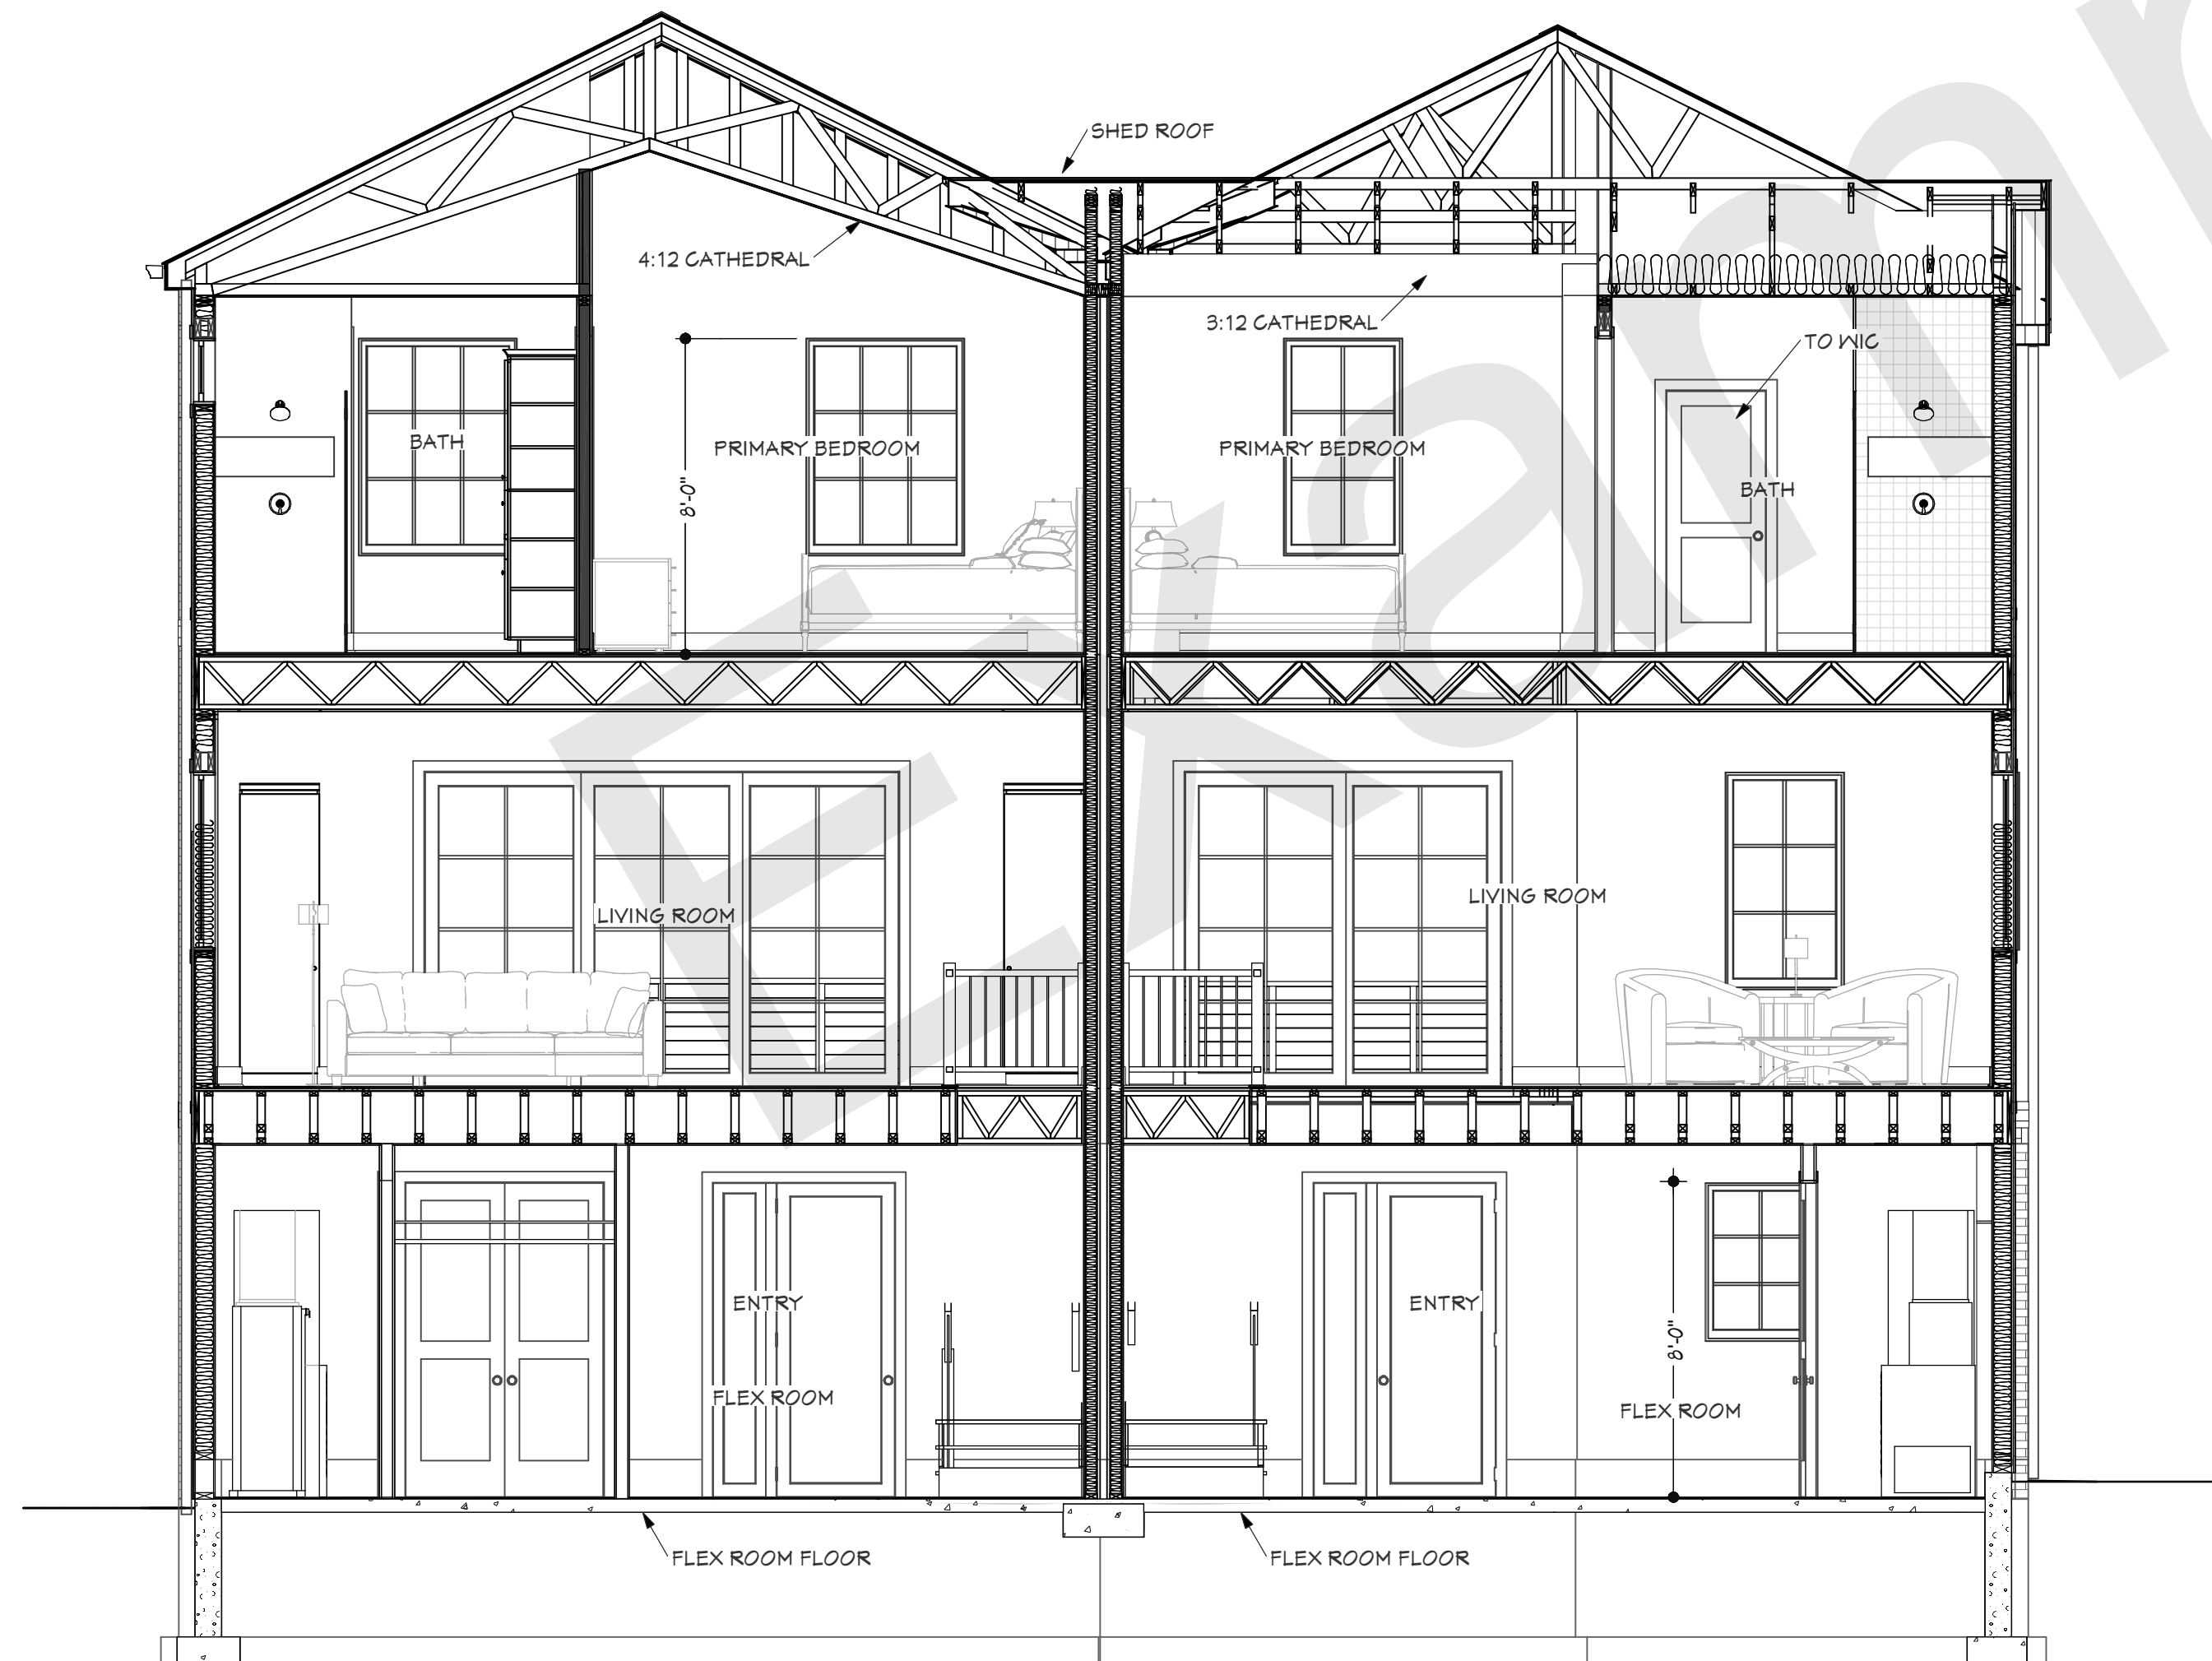 SHED ROOF
4:12 CATHEDRAL
3:12 CATHEDRAL
TO WIC
BATH
PRIMARY BEDROOM
PRIMARY BEDROOM
8'-0"
BATH
LIVING ROOM
LIVING ROOM
ENTRY
ENTRY
8'-0"
FLEX ROOM
FLEX ROOM
FLEX ROOM FLOOR
FLEX ROOM FLOOR